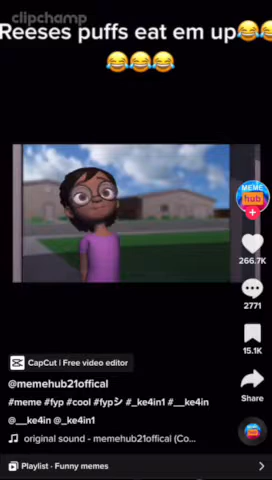 clipchamp
Reeses puffs eat em up😂😂
😂😂😂
MEME
hub
266.7K
2771
15.1K
Share
CapCut | Free video editor
@memehub21offical
#meme #fyp #cool #fypシ #_ke4in1 #__ke4in
@__ke4in @_ke4in1
original sound - memehub21offical (Co...
Playlist - Funny memes